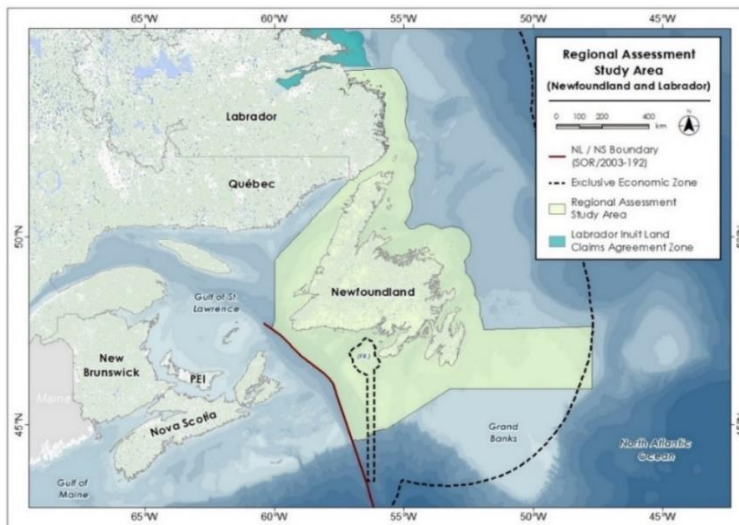 65°W 60°W 55°W 50°W 45°W
Regional Assessment
Study Area
(Newfoundland and Labrador)
0 100 200 400
km
N
NL / NS Boundary
(SOR/2003-192)
Exclusive Economic Zone
Regional Assessment
Study Area
Labrador Inuit Land
Claims Agreement Zone
Labrador
Québec
50°N
Newfoundland
Gulf of St.
Lawrence
New
Brunswick
PEI
Maine
Nova Scotia
45°N 45°N
Grand
Banks
North Atlantic
Ocean
Gulf of
Maine
65°W 60°W 55°W 50°W 45°W